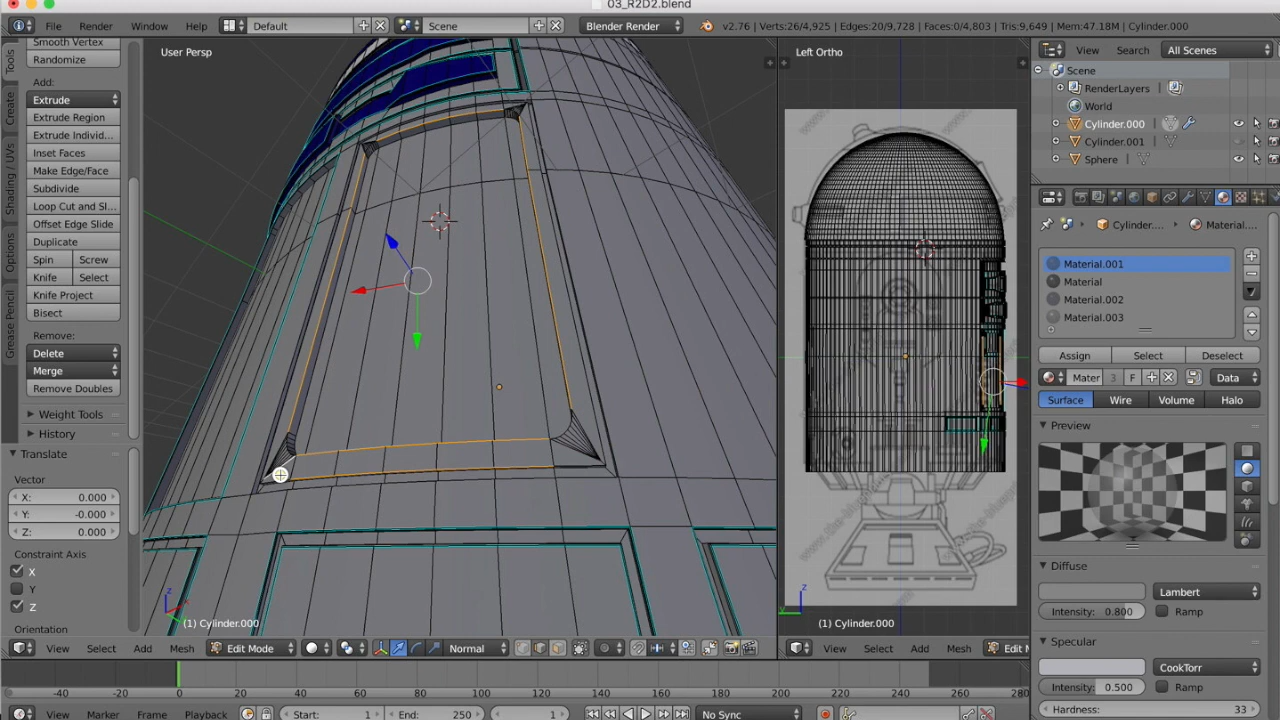 03_R2D2.blend
File Render Window Help Default Scene Blender Render v2.76 | Verts:26/4,925 | Edges:20/9,728 | Faces:0/4,803 | Tris:9,649 | Mem:47.18M | Cylinder.000
Tools
Create
Shading / UVs
Options
Grease Pencil
Smooth Vertex
Randomize
Add:
Extrude
Extrude Region
Extrude Individ...
Inset Faces
Make Edge/Face
Subdivide
Loop Cut and Sl...
Offset Edge Slide
Duplicate
Spin Screw
Knife Select
Knife Project
Bisect
Remove:
Delete
Merge
Remove Doubles
Weight Tools
History
Translate
Vector
X: 0.000
Y: -0.000
Z: 0.000
Constraint Axis
X
Y
Z
Orientation
User Persp
(1) Cylinder.000
View Select Add Mesh Edit Mode Normal
Left Ortho
(1) Cylinder.000
View Select Add Mesh Edit M
View Search All Scenes
Scene
RenderLayers
World
Cylinder.000
Cylinder.001
Sphere
Cylinder.... Material....
Material.001
Material
Material.002
Material.003
Assign Select Deselect
Mater 3 F Data
Surface Wire Volume Halo
Preview
Diffuse
Lambert
Intensity: 0.800 Ramp
Specular
CookTorr
Intensity: 0.500 Ramp
Hardness: 33
-40 -20 0 20 40 60 80 100 120 140 160 180 200 220 240 260 280
View Marker Frame Playback Start: 1 End: 250 1 No Sync